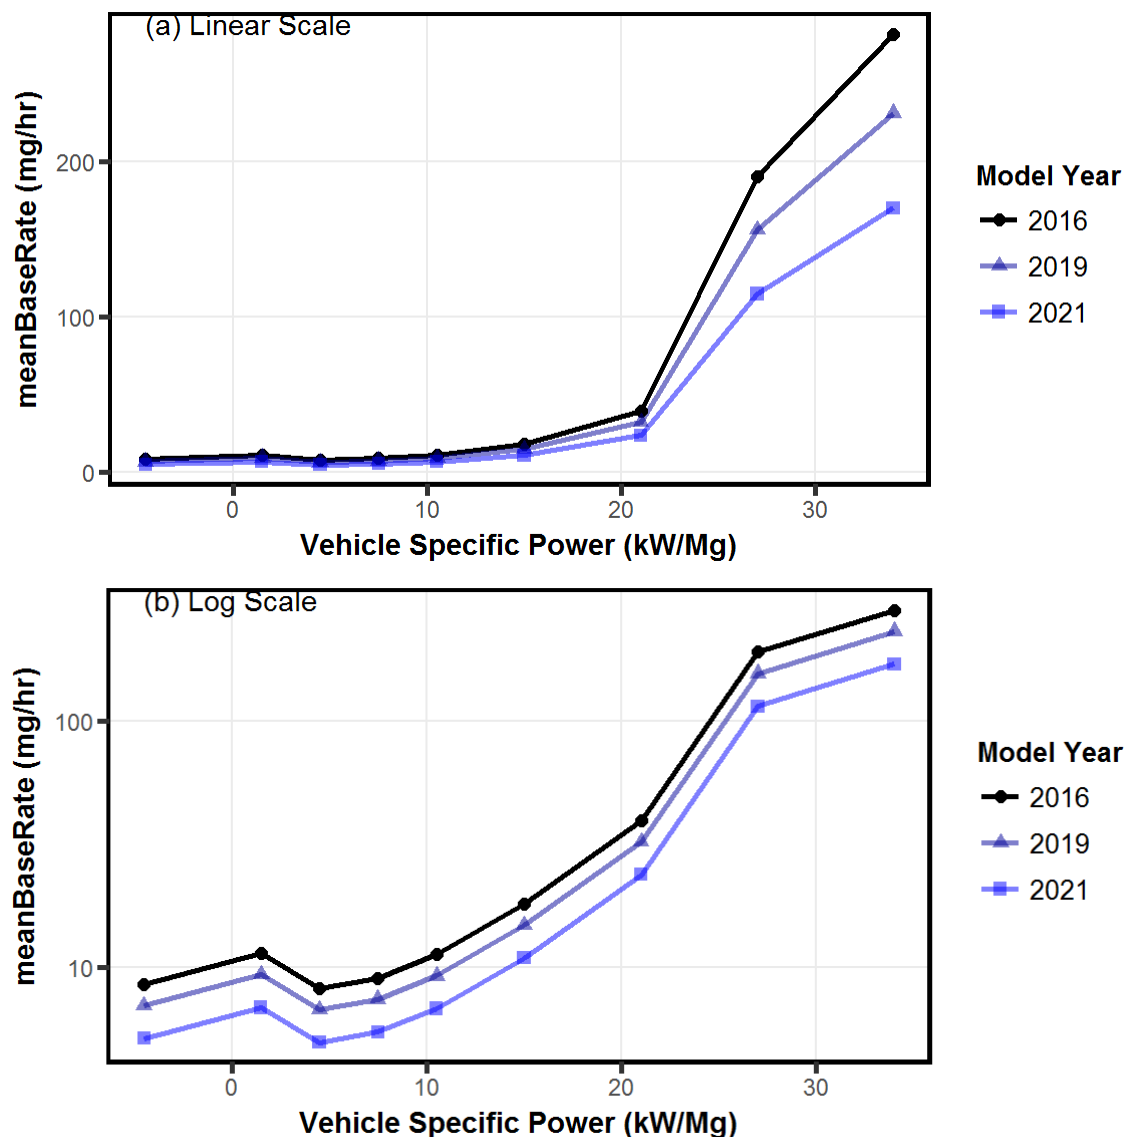 (a) Linear Scale
meanBaseRate (mg/hr)
200
100
0
0 10 20 30
Vehicle Specific Power (kW/Mg)
Model Year
2016
2019
2021
(b) Log Scale
meanBaseRate (mg/hr)
100
10
0 10 20 30
Vehicle Specific Power (kW/Mg)
Model Year
2016
2019
2021